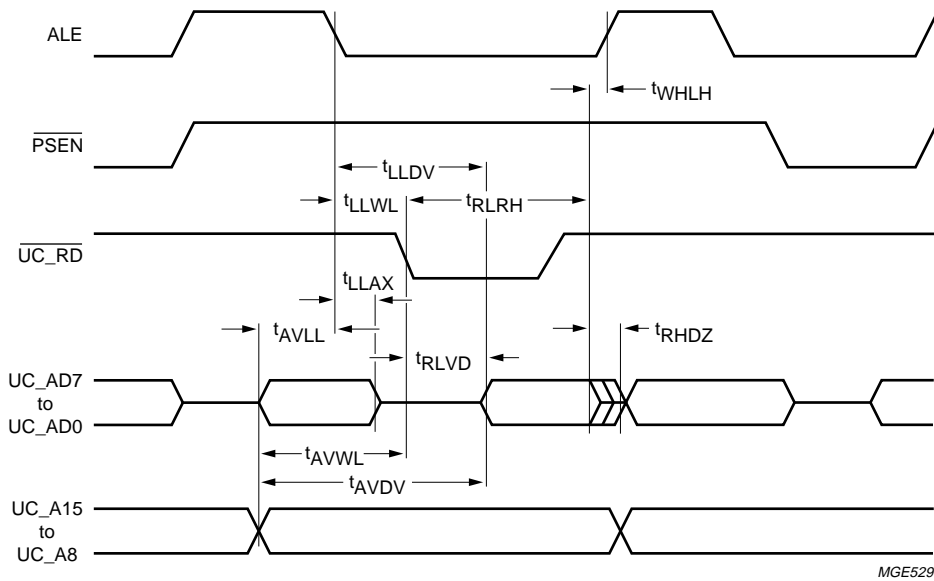 ALE
tWHLH
PSEN
tLLDV
tLLWL
tRLRH
UC_RD
tLLAX
tAVLL
tRHDZ
tRLVD
UC_AD7
to
UC_AD0
tAVWL
tAVDV
UC_A15
to
UC_A8
MGE529